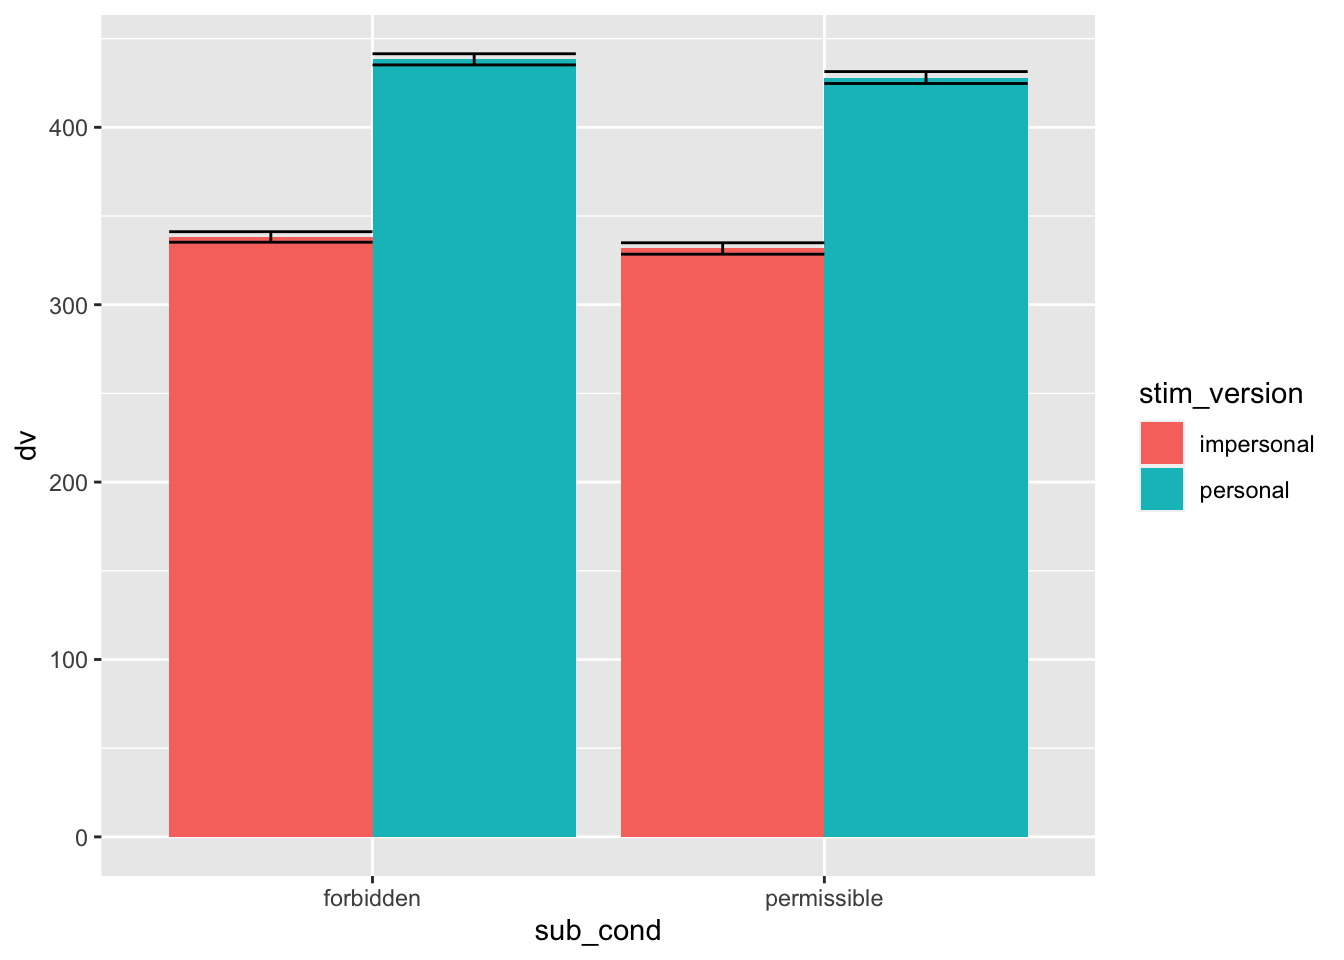 400
300
200
100
0
dv
forbidden
permissible
sub_cond
stim_version
impersonal
personal